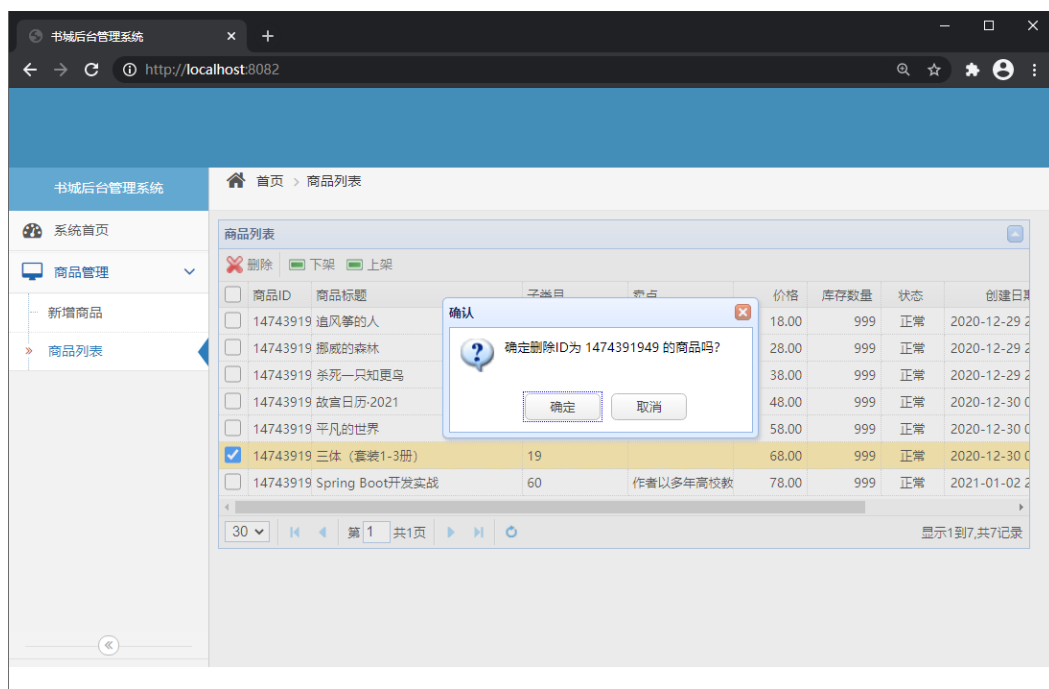 书城后台管理系统
http://localhost:8082
书城后台管理系统
首页 > 商品列表
系统首页
商品管理
新增商品
商品列表
商品列表
删除 下架 上架
商品ID 商品标题 子类目 卖点 价格 库存数量 状态 创建日期
14743919 追风筝的人 18.00 999 正常 2020-12-29 2
14743919 挪威的森林 28.00 999 正常 2020-12-29 2
14743919 杀死一只知更鸟 38.00 999 正常 2020-12-29 2
14743919 故宫日历-2021 48.00 999 正常 2020-12-30 0
14743919 平凡的世界 58.00 999 正常 2020-12-30 0
14743919 三体（套装1-3册） 19 68.00 999 正常 2020-12-30 0
14743919 Spring Boot开发实战 60 作者以多年高校教 78.00 999 正常 2021-01-02 2
确认
确定删除ID为 1474391949 的商品吗?
确定 取消
30 第 1 共1页 显示1到7,共7记录